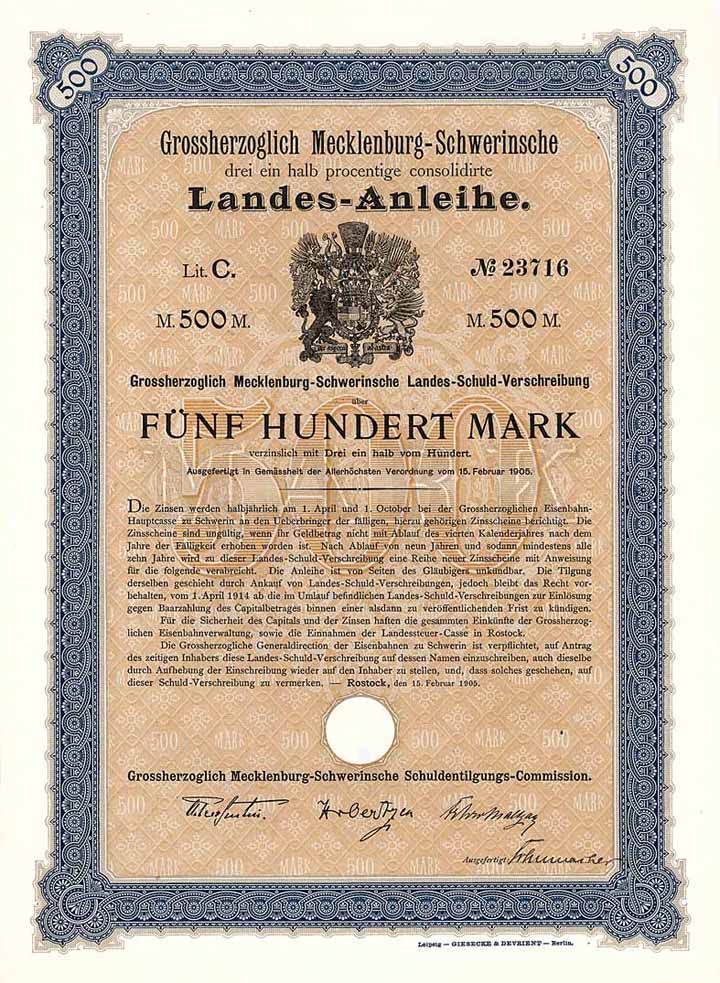 500 500
Grossherzoglich Mecklenburg-Schwerinsche
drei ein halb procentige consolidirte
Landes-Anleihe.
Lit. C. № 23716
M. 500 M. M. 500 M.
Grossherzoglich Mecklenburg-Schwerinsche Landes-Schuld-Verschreibung
über
FÜNF HUNDERT MARK
verzinslich mit Drei ein halb vom Hundert.
Ausgefertigt in Gemässheit der Allerhöchsten Verordnung vom 15. Februar 1905.
Die Zinsen werden halbjährlich am 1. April und 1. October bei der Grossherzoglichen Eisenbahn-
Hauptcasse zu Schwerin an den Ueberbringer der fälligen, hierzu gehörigen Zinsscheine berichtigt. Die
Zinsscheine sind ungültig, wenn ihr Geldbetrag nicht mit Ablauf des vierten Kalenderjahres nach dem
Jahre der Fälligkeit erhoben worden ist. Nach Ablauf von neun Jahren und sodann mindestens alle
zehn Jahre wird zu dieser Landes-Schuld-Verschreibung eine Reihe neuer Zinsscheine mit Anweisung
für die folgende verabreicht. Die Anleihe ist von Seiten des Gläubigers unkundbar. Die Tilgung
derselben geschieht durch Ankauf von Landes-Schuld-Verschreibungen, jedoch bleibt das Recht vor-
behalten, vom 1. April 1914 ab die im Umlauf befindlichen Landes-Schuld-Verschreibungen zur Einlösung
gegen Baarzahlung des Capitalbetrages binnen einer alsdann zu veröffentlichenden Frist zu kündigen.
Für die Sicherheit des Capitals und der Zinsen haften die gesammten Einkünfte der Grossherzog-
lichen Eisenbahnverwaltung, sowie die Einnahmen der Landessteuer-Casse in Rostock.
Die Grossherzogliche Generaldirection der Eisenbahnen zu Schwerin ist verpflichtet, auf Antrag
des zeitigen Inhabers diese Landes-Schuld-Verschreibung auf dessen Namen einzuschreiben, auch dieselbe
durch Aufhebung der Einschreibung wieder auf den Inhaber zu stellen, und, dass solches geschehen, auf
dieser Schuld-Verschreibung zu vermerken. — Rostock, den 15. Februar 1905.
Grossherzoglich Mecklenburg-Schwerinsche Schuldentilgungs-Commission.
Ausgefertigt: Schumacher
Leipzig — GIESECKE & DEVRIENT — Berlin.